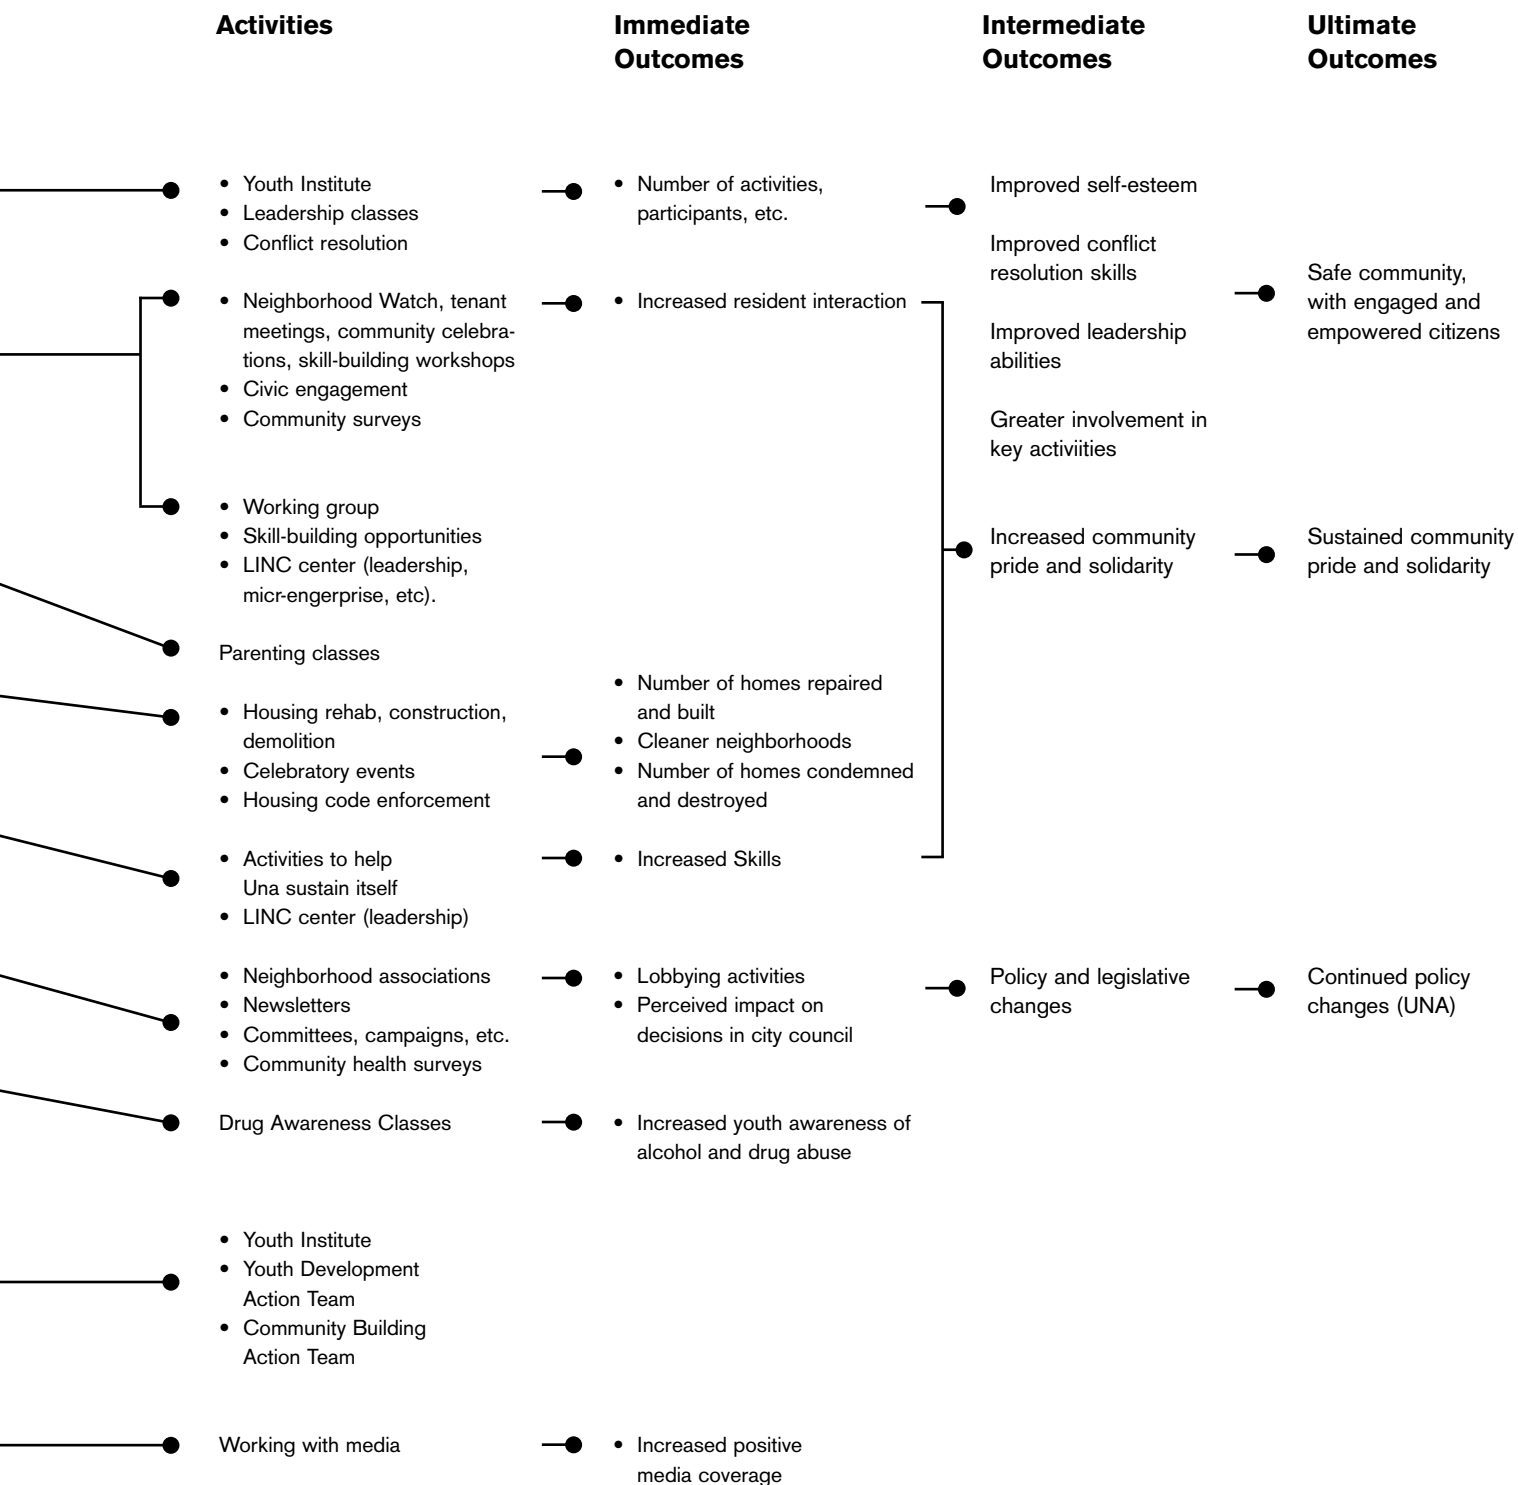 Activities
Immediate
Outcomes
Intermediate
Outcomes
Ultimate
Outcomes
• Youth Institute
• Leadership classes
• Conflict resolution
• Number of activities,
participants, etc.
Improved self-esteem
Improved conflict
resolution skills
Improved leadership
abilities
Greater involvement in
key activiities
Safe community,
with engaged and
empowered citizens
• Neighborhood Watch, tenant
meetings, community celebra-
tions, skill-building workshops
• Civic engagement
• Community surveys
• Increased resident interaction
• Working group
• Skill-building opportunities
• LINC center (leadership,
micr-engerprise, etc).
Increased community
pride and solidarity
Sustained community
pride and solidarity
Parenting classes
• Housing rehab, construction,
demolition
• Celebratory events
• Housing code enforcement
• Number of homes repaired
and built
• Cleaner neighborhoods
• Number of homes condemned
and destroyed
• Activities to help
Una sustain itself
• LINC center (leadership)
• Increased Skills
• Neighborhood associations
• Newsletters
• Committees, campaigns, etc.
• Community health surveys
• Lobbying activities
• Perceived impact on
decisions in city council
Policy and legislative
changes
Continued policy
changes (UNA)
Drug Awareness Classes
• Increased youth awareness of
alcohol and drug abuse
• Youth Institute
• Youth Development
Action Team
• Community Building
Action Team
Working with media
• Increased positive
media coverage